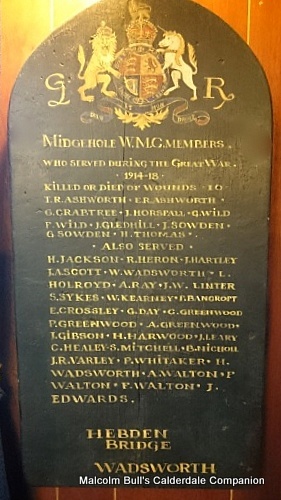 G R
MIDGEHOLE W.M.C. MEMBERS.
WHO SERVED DURING THE GREAT WAR.
1914-18
KILLED OR DIED OF WOUNDS · 10
T.R.ASHWORTH · E.R.ASHWORTH
G.CRABTREE · J.HORSFALL · G.WILD
F.WILD · J.GLEDHILL · J.SOWDEN
G SOWDEN · H.THOMAS ·
· ALSO SERVED ·
H.JACKSON · R.HERON · J.HARTLEY
J.A.SCOTT · W.WADSWORTH · L.
HOLROYD · A.RAY · J.W. LINTER
S.SYKES · W.KEARNEY · F.BANCROFT
E.CROSSLEY · G.DAY · C.GREENWOOD
P.GREENWOOD · A.GREENWOOD ·
J.GIBSON · H.HARWOOD · J.LEARY
C.HEALEY · S.MITCHELL · B.NICHOLL
J.R.VARLEY · P.WHITAKER · H.
WADSWORTH · A.WALTON · F
WALTON · F.WALTON · J.
EDWARDS.
HEBDEN
BRIDGE
WADSWORTH
Malcolm Bull's Calderdale Companion